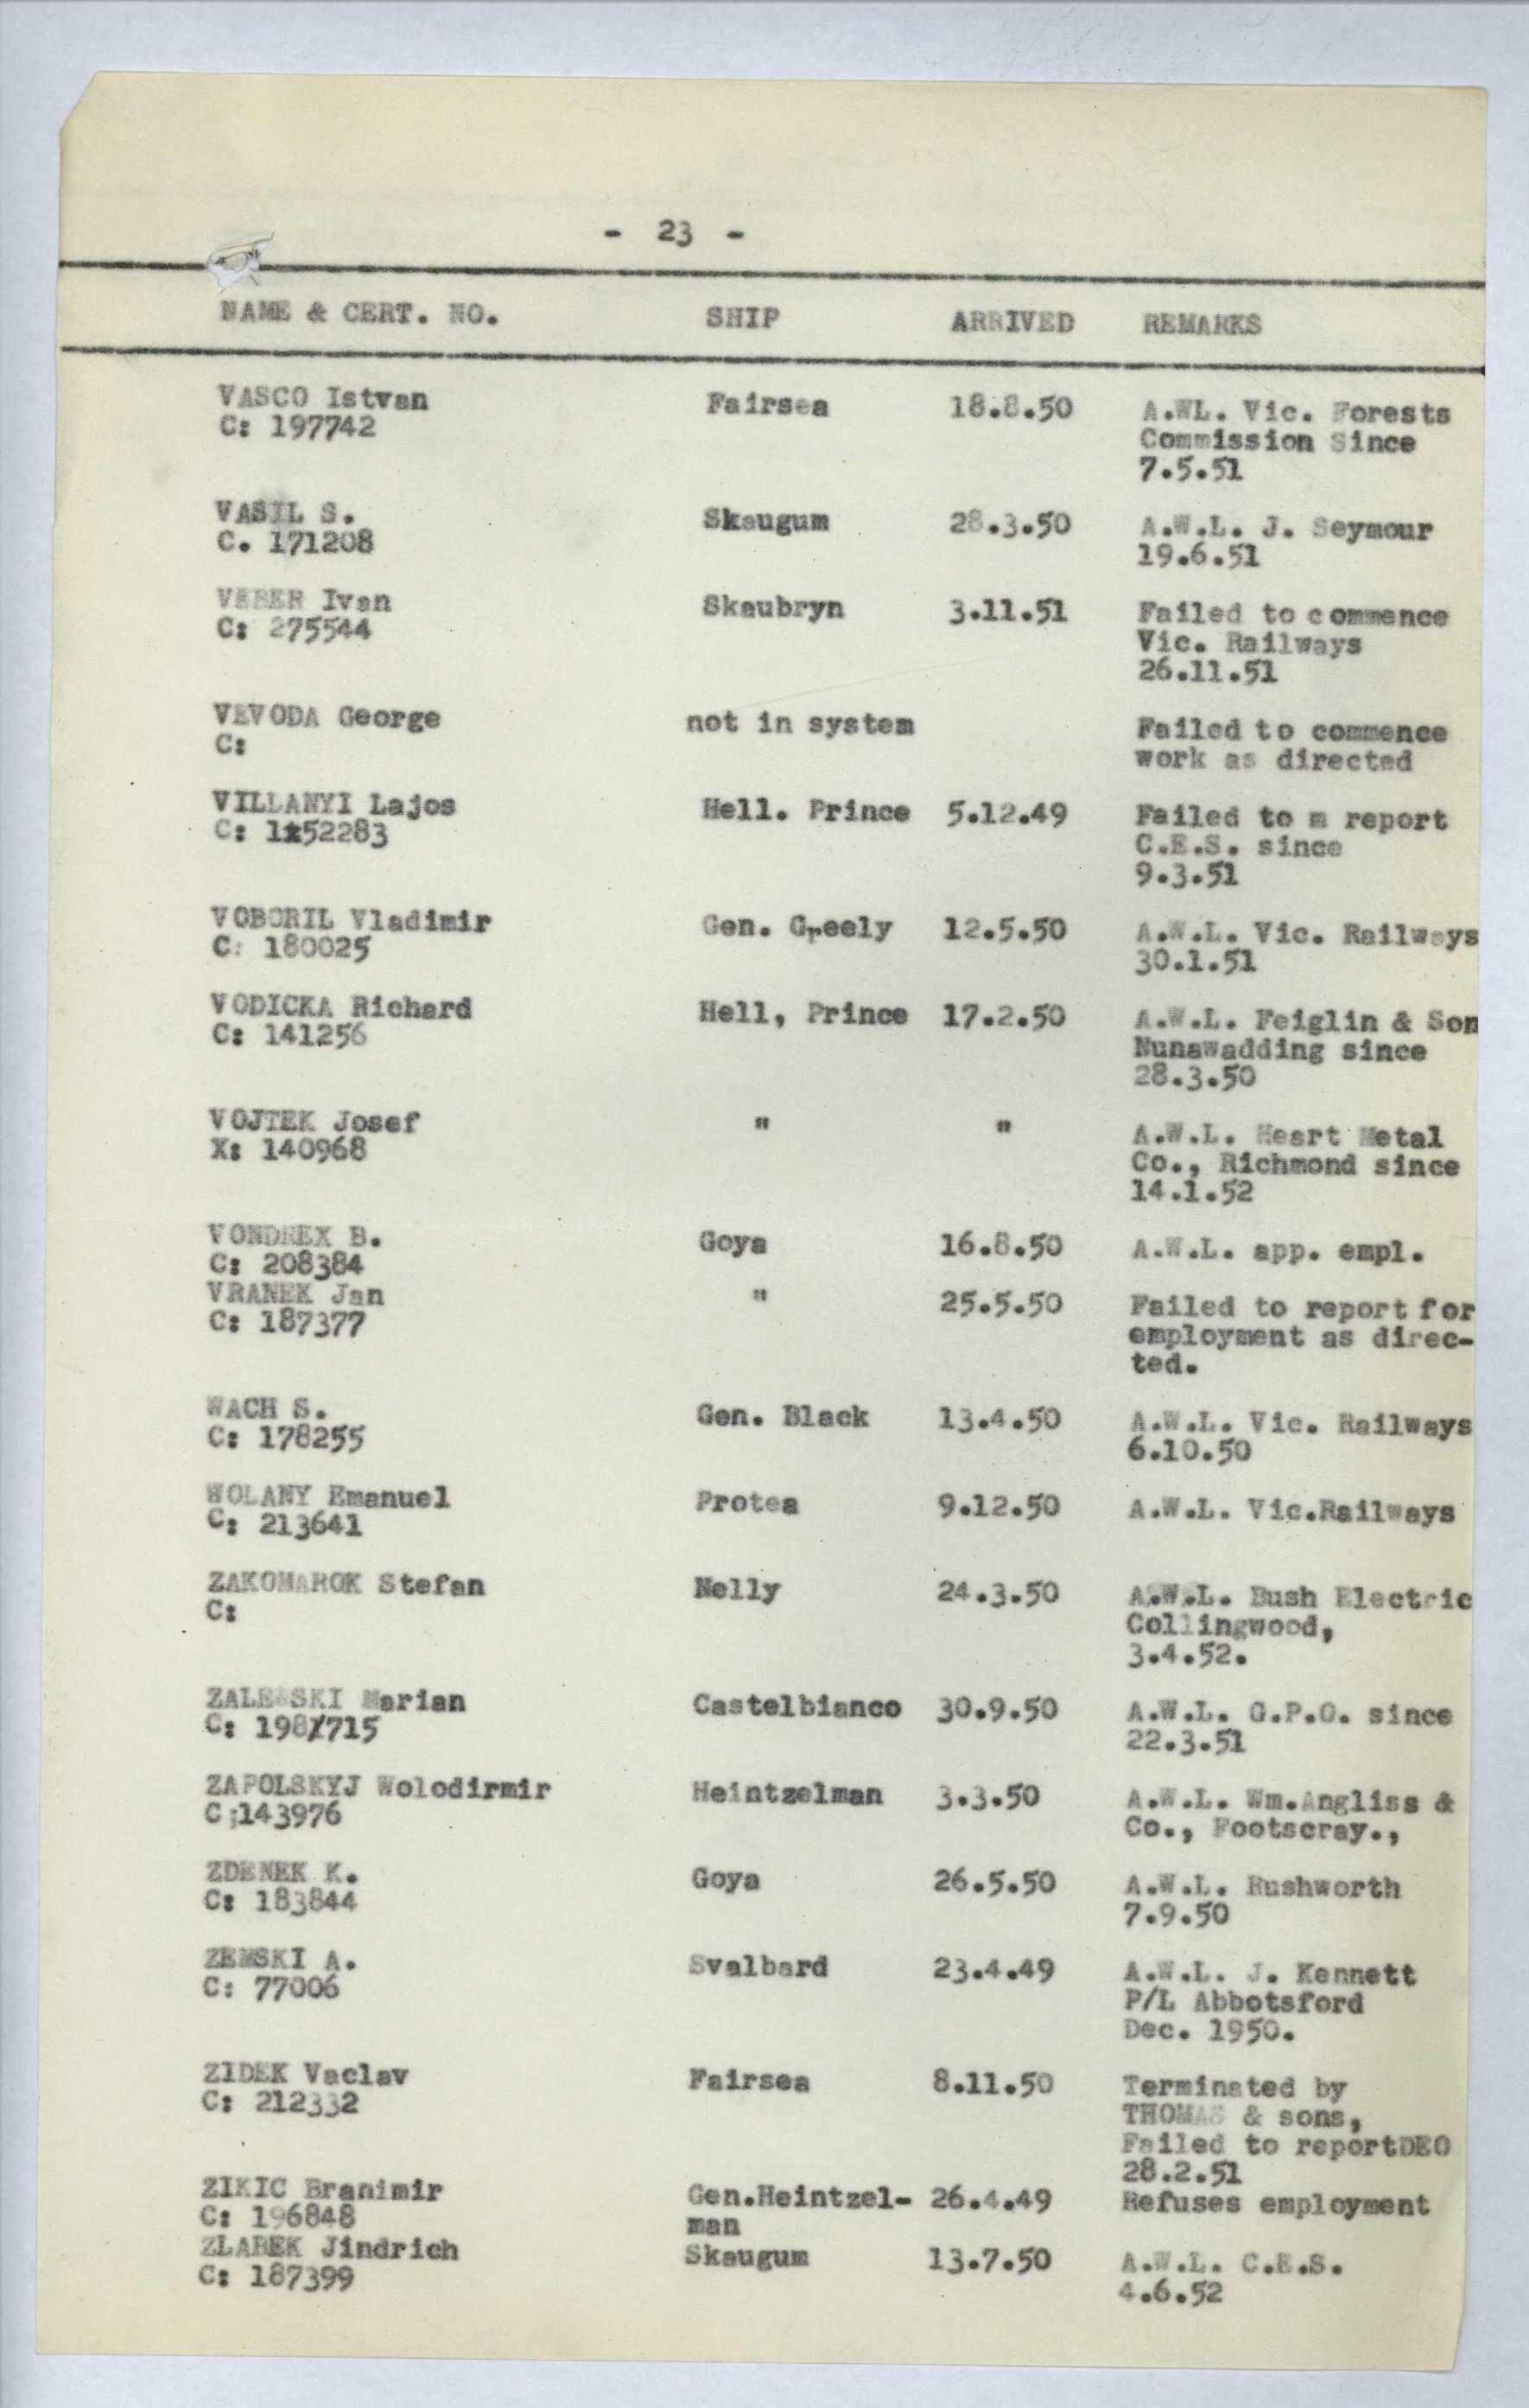 - 23 -
NAME & CERT. NO. SHIP ARRIVED REMARKS
VASCO Istvan Fairsea 18.8.50 A.WL. Vic. Forests
C: 197742 Commission Since
7.5.51
VASIL S. Skaugum 28.3.50 A.W.L. J. Seymour
C. 171208 19.6.51
VEBER Ivan Skaubryn 3.11.51 Failed to commence
C: 275544 Vic. Railways
26.11.51
VEVODA George not in system Failed to commence
C: work as directed
VILLANYI Lajos Hell. Prince 5.12.49 Failed to m report
C: 1x52283 C.E.S. since
9.3.51
VOBORIL Vladimir Gen. Greely 12.5.50 A.W.L. Vic. Railways
C: 180025 30.1.51
VODICKA Richard Hell, Prince 17.2.50 A.W.L. Feiglin & Son
C: 141256 Nunawadding since
28.3.50
VOJTEK Josef " " A.W.L. Heart Metal
X: 140968 Co., Richmond since
14.1.52
VONDREX B. Goya 16.8.50 A.W.L. app. empl.
C: 208384
VRANEK Jan " 25.5.50 Failed to report for
C: 187377 employment as direc-
ted.
WACH S. Gen. Black 13.4.50 A.W.L. Vic. Railways
C: 178255 6.10.50
WOLANY Emanuel Protea 9.12.50 A.W.L. Vic.Railways
C: 213641
ZAKOMAROK Stefan Nelly 24.3.50 A.W.L. Bush Electric
C: Collingwood,
3.4.52.
ZALEWSKI Marian Castelbianco 30.9.50 A.W.L. G.P.O. since
C: 198/715 22.3.51
ZAPOLSKYJ Wolodirmir Heintzelman 3.3.50 A.W.L. Wm.Angliss &
C;143976 Co., Footscray.,
ZDENEK K. Goya 26.5.50 A.W.L. Rushworth
C: 183844 7.9.50
ZEMSKI A. Svalbard 23.4.49 A.W.L. J. Kennett
C: 77006 P/L Abbotsford
Dec. 1950.
ZIDEK Vaclav Fairsea 8.11.50 Terminated by
C: 212332 THOMAS & sons,
Failed to reportDEO
28.2.51
ZIKIC Branimir Gen.Heintzel- 26.4.49 Refuses employment
C: 196848 man
ZLABEK Jindrich Skaugum 13.7.50 A.W.L. C.E.S.
C: 187399 4.6.52